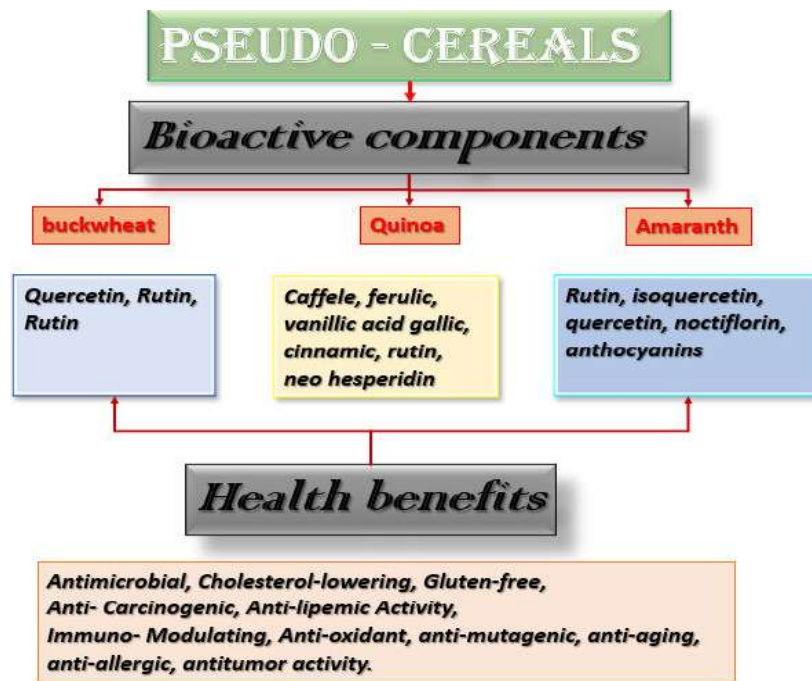 PSEUDO - CEREALS
Bioactive components
buckwheat
Quinoa
Amaranth
Quercetin, Rutin,
Rutin
Caffele, ferulic,
vanillic acid gallic,
cinnamic, rutin,
neo hesperidin
Rutin, isoquercetin,
quercetin, noctiflorin,
anthocyanins
Health benefits
Antimicrobial, Cholesterol-lowering, Gluten-free,
Anti- Carcinogenic, Anti-lipemic Activity,
Immuno- Modulating, Anti-oxidant, anti-mutagenic, anti-aging,
anti-allergic, antitumor activity.